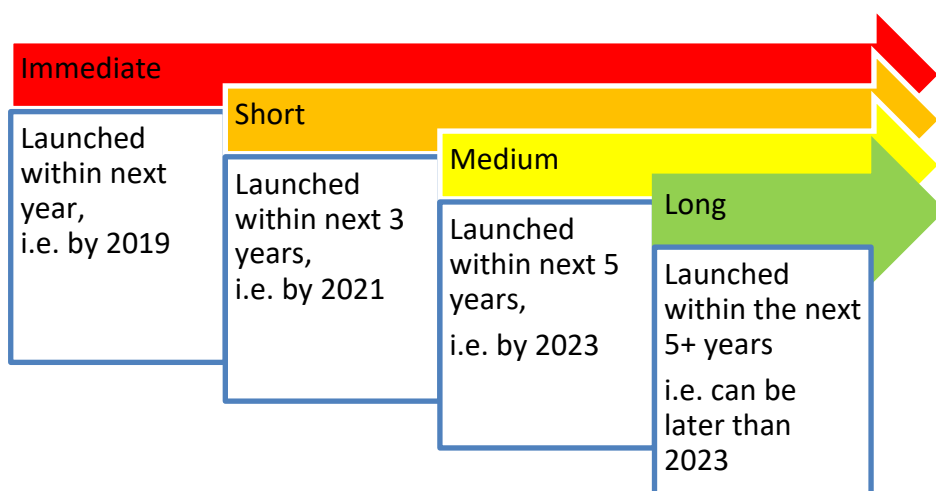 Immediate
Launched
within next
year,
i.e. by 2019
Short
Launched
within next 3
years,
i.e. by 2021
Medium
Launched
within next 5
years,
i.e. by 2023
Long
Launched
within the next
5+ years
i.e. can be
later than
2023